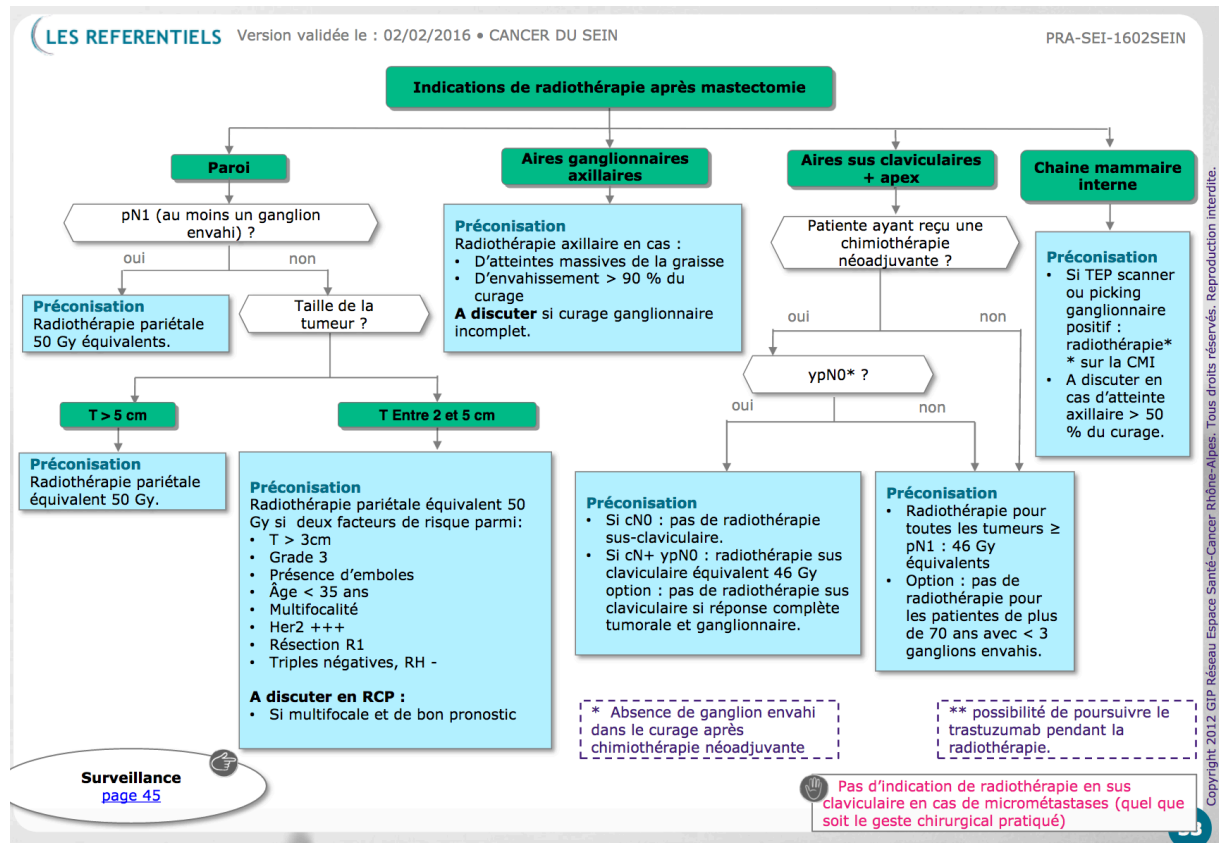 LES REFERENTIELS Version validée le : 02/02/2016 • CANCER DU SEIN
PRA-SEI-1602SEIN
Indications de radiothérapie après mastectomie
Paroi
pN1 (au moins un ganglion
envahi) ?
oui
non
Préconisation
Radiothérapie pariétale
50 Gy équivalents.
Taille de la
tumeur ?
T > 5 cm
Préconisation
Radiothérapie pariétale
équivalent 50 Gy.
T Entre 2 et 5 cm
Préconisation
Radiothérapie pariétale équivalent 50
Gy si deux facteurs de risque parmi:
• T > 3cm
• Grade 3
• Présence d'emboles
• Âge < 35 ans
• Multifocalité
• Her2 +++
• Résection R1
• Triples négatives, RH -
A discuter en RCP :
• Si multifocale et de bon pronostic
Aires ganglionnaires
axillaires
Préconisation
Radiothérapie axillaire en cas :
• D'atteintes massives de la graisse
• D'envahissement > 90 % du
curage
A discuter si curage ganglionnaire
incomplet.
Aires sus claviculaires
+ apex
Patiente ayant reçu une
chimiothérapie
néoadjuvante ?
oui
non
ypN0* ?
oui
non
Préconisation
• Si cN0 : pas de radiothérapie
sus-claviculaire.
• Si cN+ ypN0 : radiothérapie sus
claviculaire équivalent 46 Gy
option : pas de radiothérapie sus
claviculaire si réponse complète
tumorale et ganglionnaire.
Préconisation
• Radiothérapie pour
toutes les tumeurs ≥
pN1 : 46 Gy
équivalents
• Option : pas de
radiothérapie pour
les patientes de plus
de 70 ans avec < 3
ganglions envahis.
Chaine mammaire
interne
Préconisation
• Si TEP scanner
ou picking
ganglionnaire
positif :
radiothérapie*
* sur la CMI
• A discuter en
cas d'atteinte
axillaire > 50
% du curage.
* Absence de ganglion envahi
dans le curage après
chimiothérapie néoadjuvante
** possibilité de poursuivre le
trastuzumab pendant la
radiothérapie.
Surveillance
page 45
Pas d'indication de radiothérapie en sus
claviculaire en cas de micrométastases (quel que
soit le geste chirurgical pratiqué)
Copyright 2012 GIP Réseau Espace Santé-Cancer Rhône-Alpes. Tous droits réservés. Reproduction interdite.